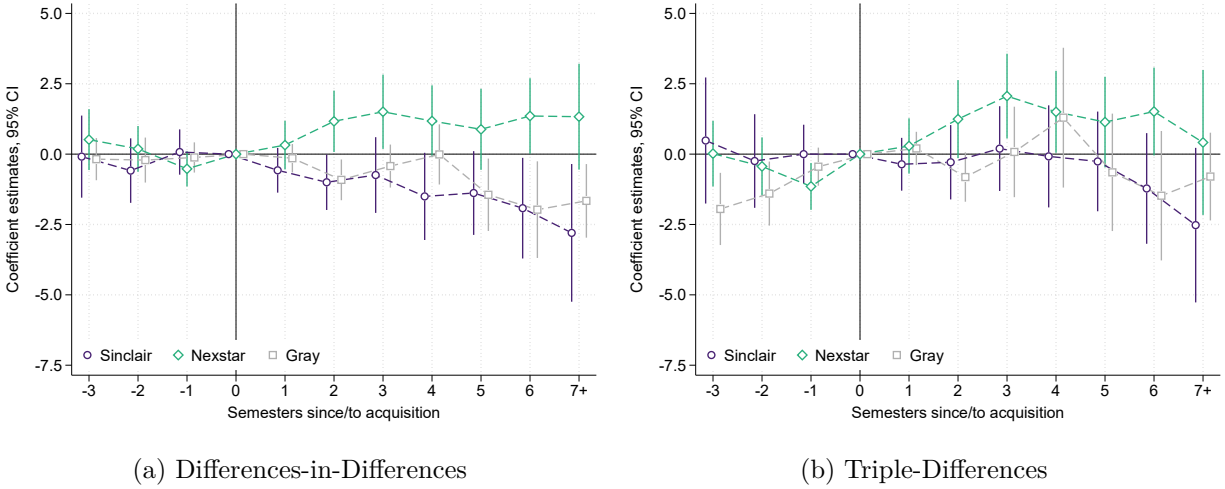 Coefficient estimates, 95% CI
5.0
2.5
0.0
-2.5
-5.0
-7.5
Sinclair Nexstar Gray
-3 -2 -1 0 1 2 3 4 5 6 7+
Semesters since/to acquisition
(a) Differences-in-Differences
Coefficient estimates, 95% CI
5.0
2.5
0.0
-2.5
-5.0
-7.5
Sinclair Nexstar Gray
-3 -2 -1 0 1 2 3 4 5 6 7+
Semesters since/to acquisition
(b) Triple-Differences